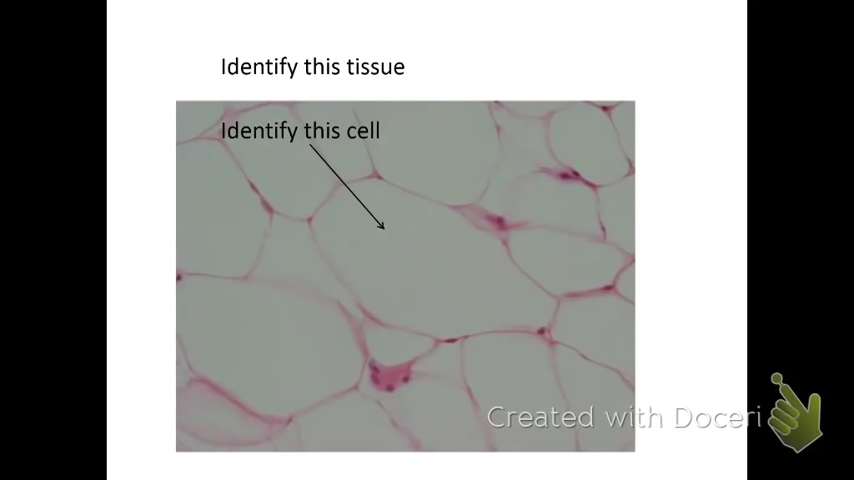 Identify this tissue
Identify this cell
Created with Doceri